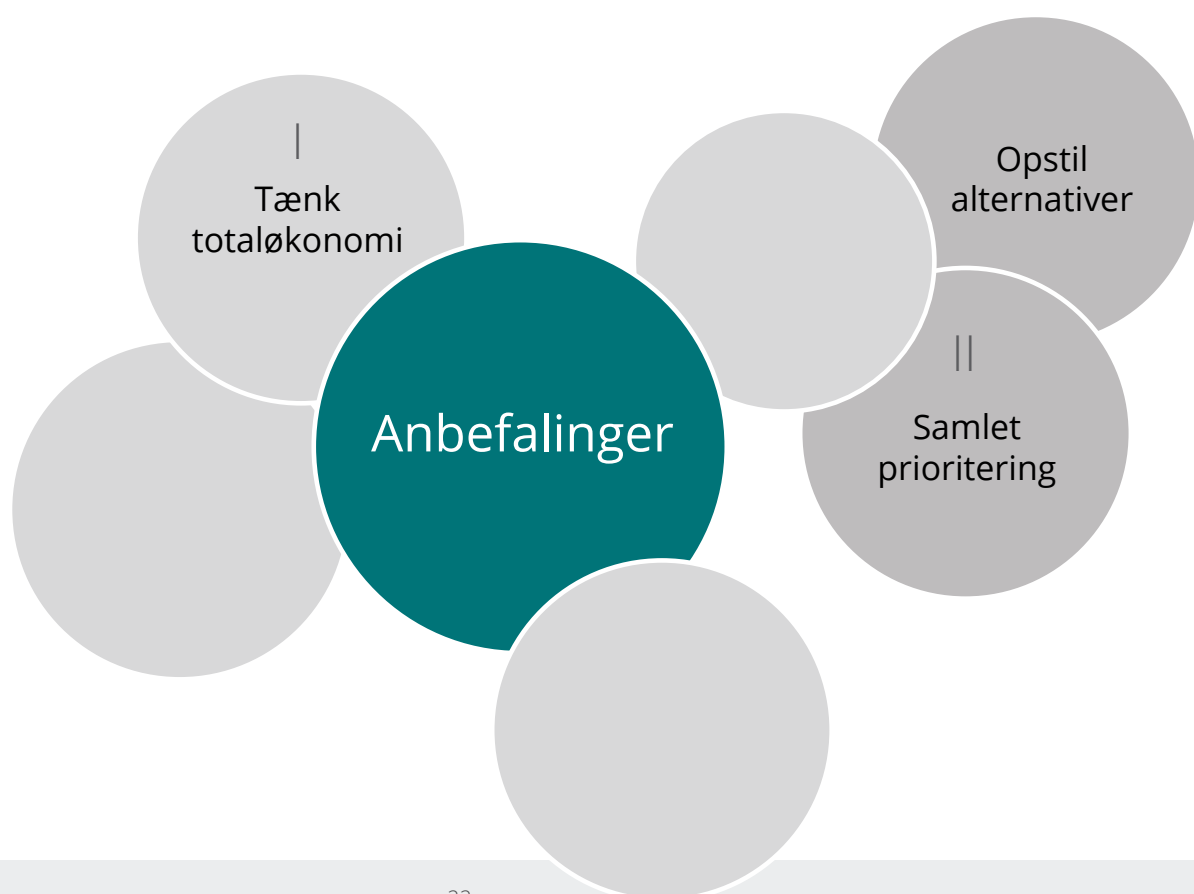 |
Tænk
totaløkonomi
Anbefalinger
Opstil
alternativer
||
Samlet
prioritering